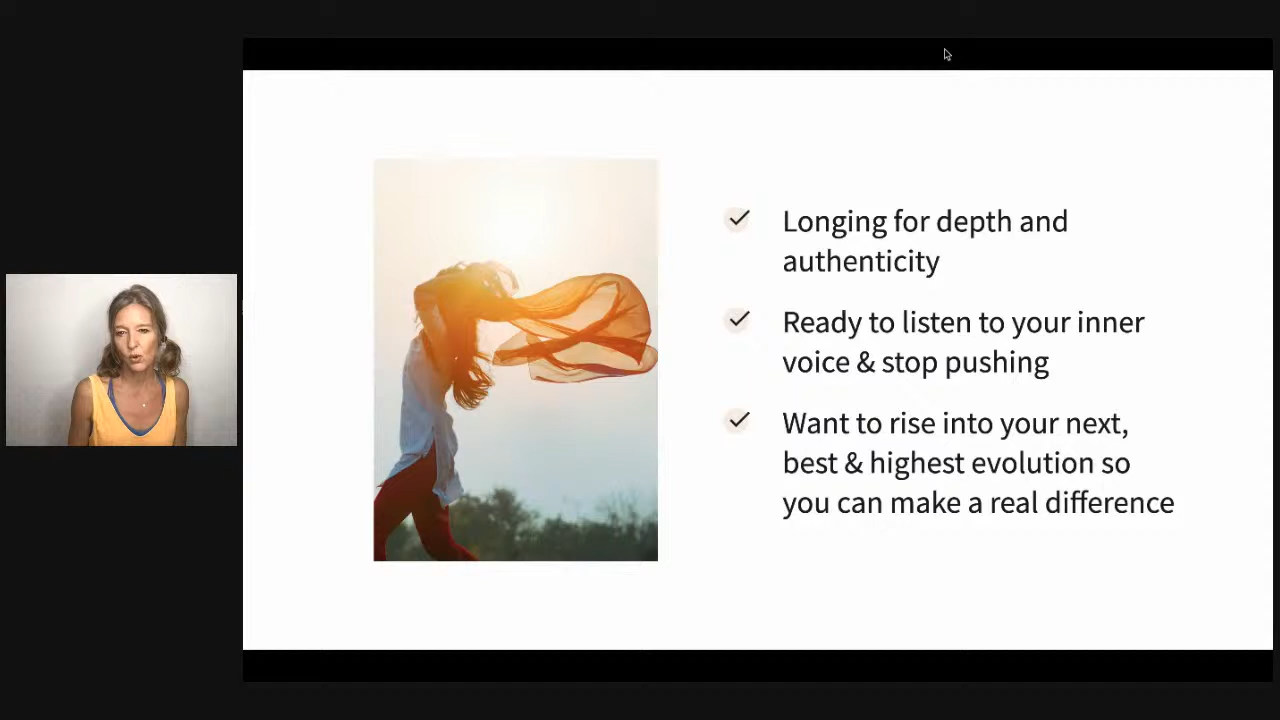 Longing for depth and
authenticity
Ready to listen to your inner
voice & stop pushing
Want to rise into your next,
best & highest evolution so
you can make a real difference